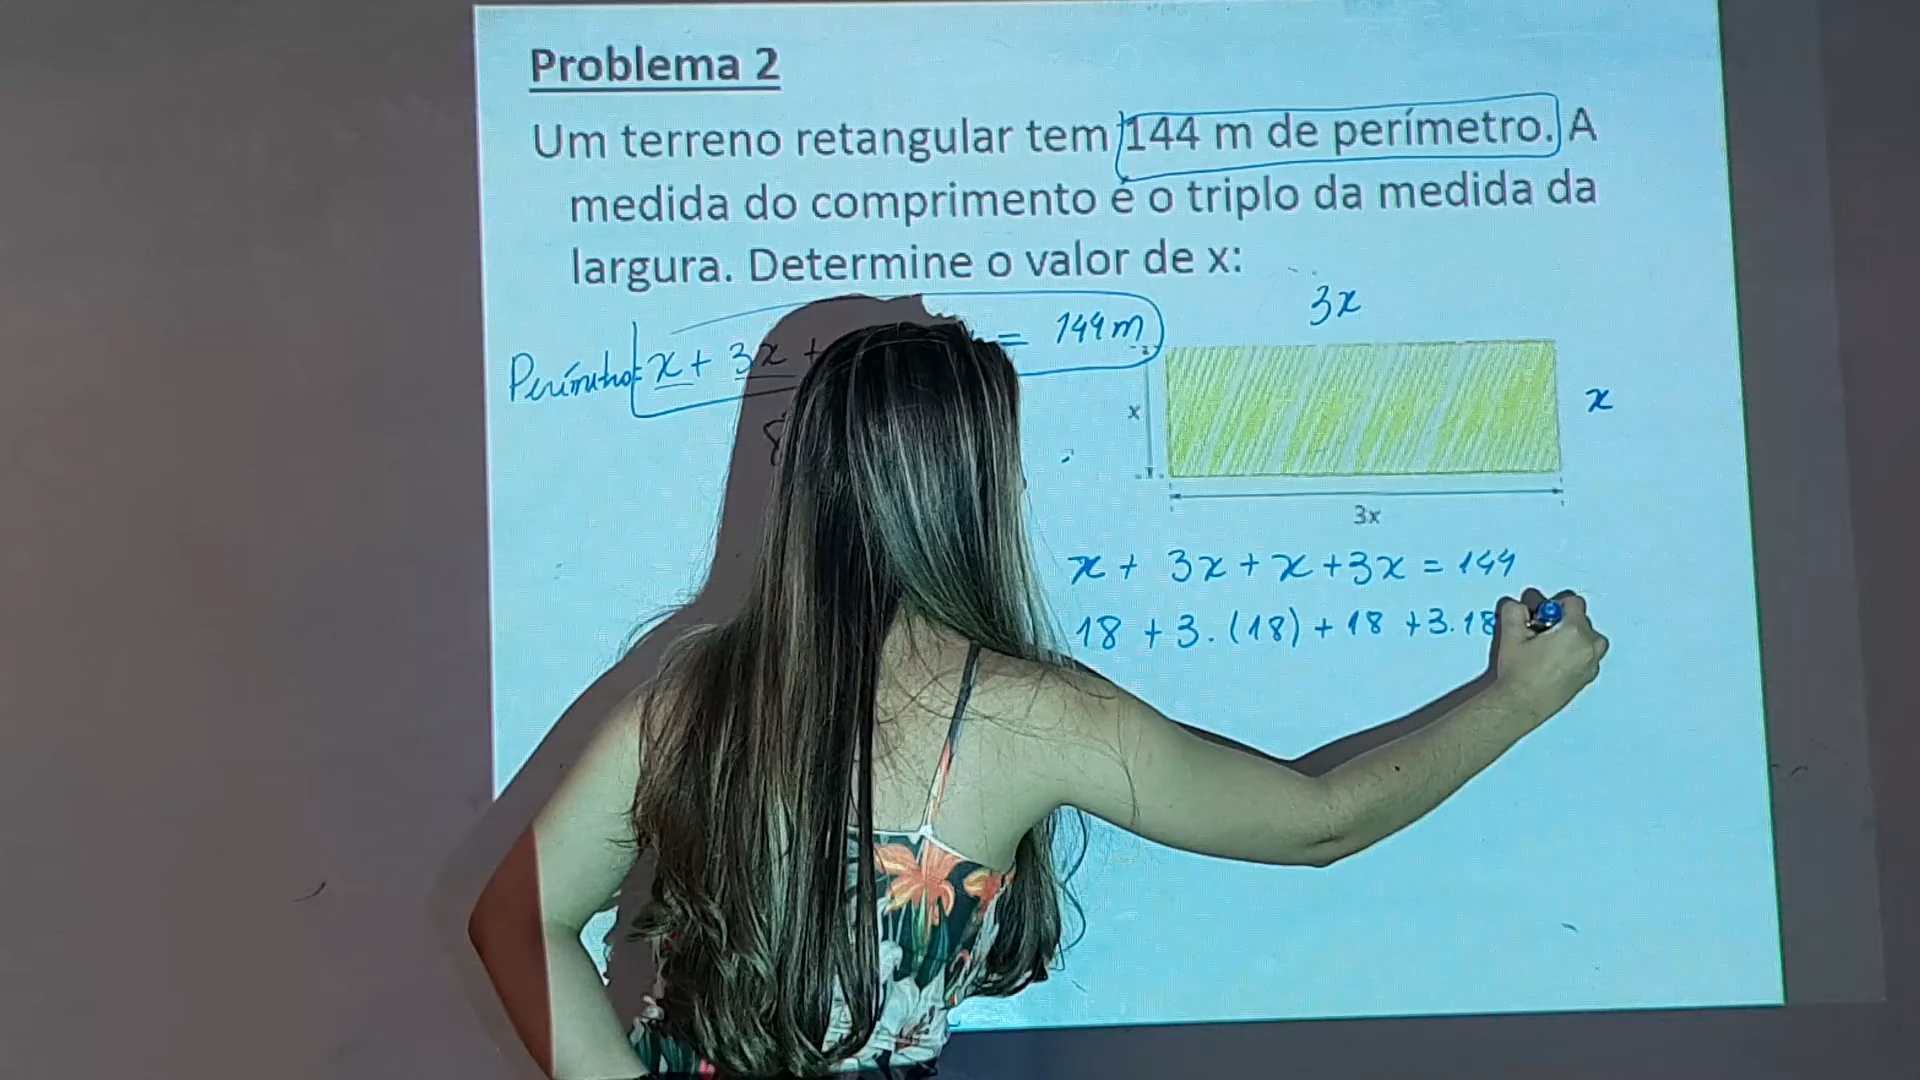 Problema 2
Um terreno retangular tem 144 m de perímetro. A
medida do comprimento é o triplo da medida da
largura. Determine o valor de x:
3x
Perímetro: x + 3x + = 144m
x
x
8
3x
x + 3x + x + 3x = 144
18 + 3.(18) + 18 + 3.18